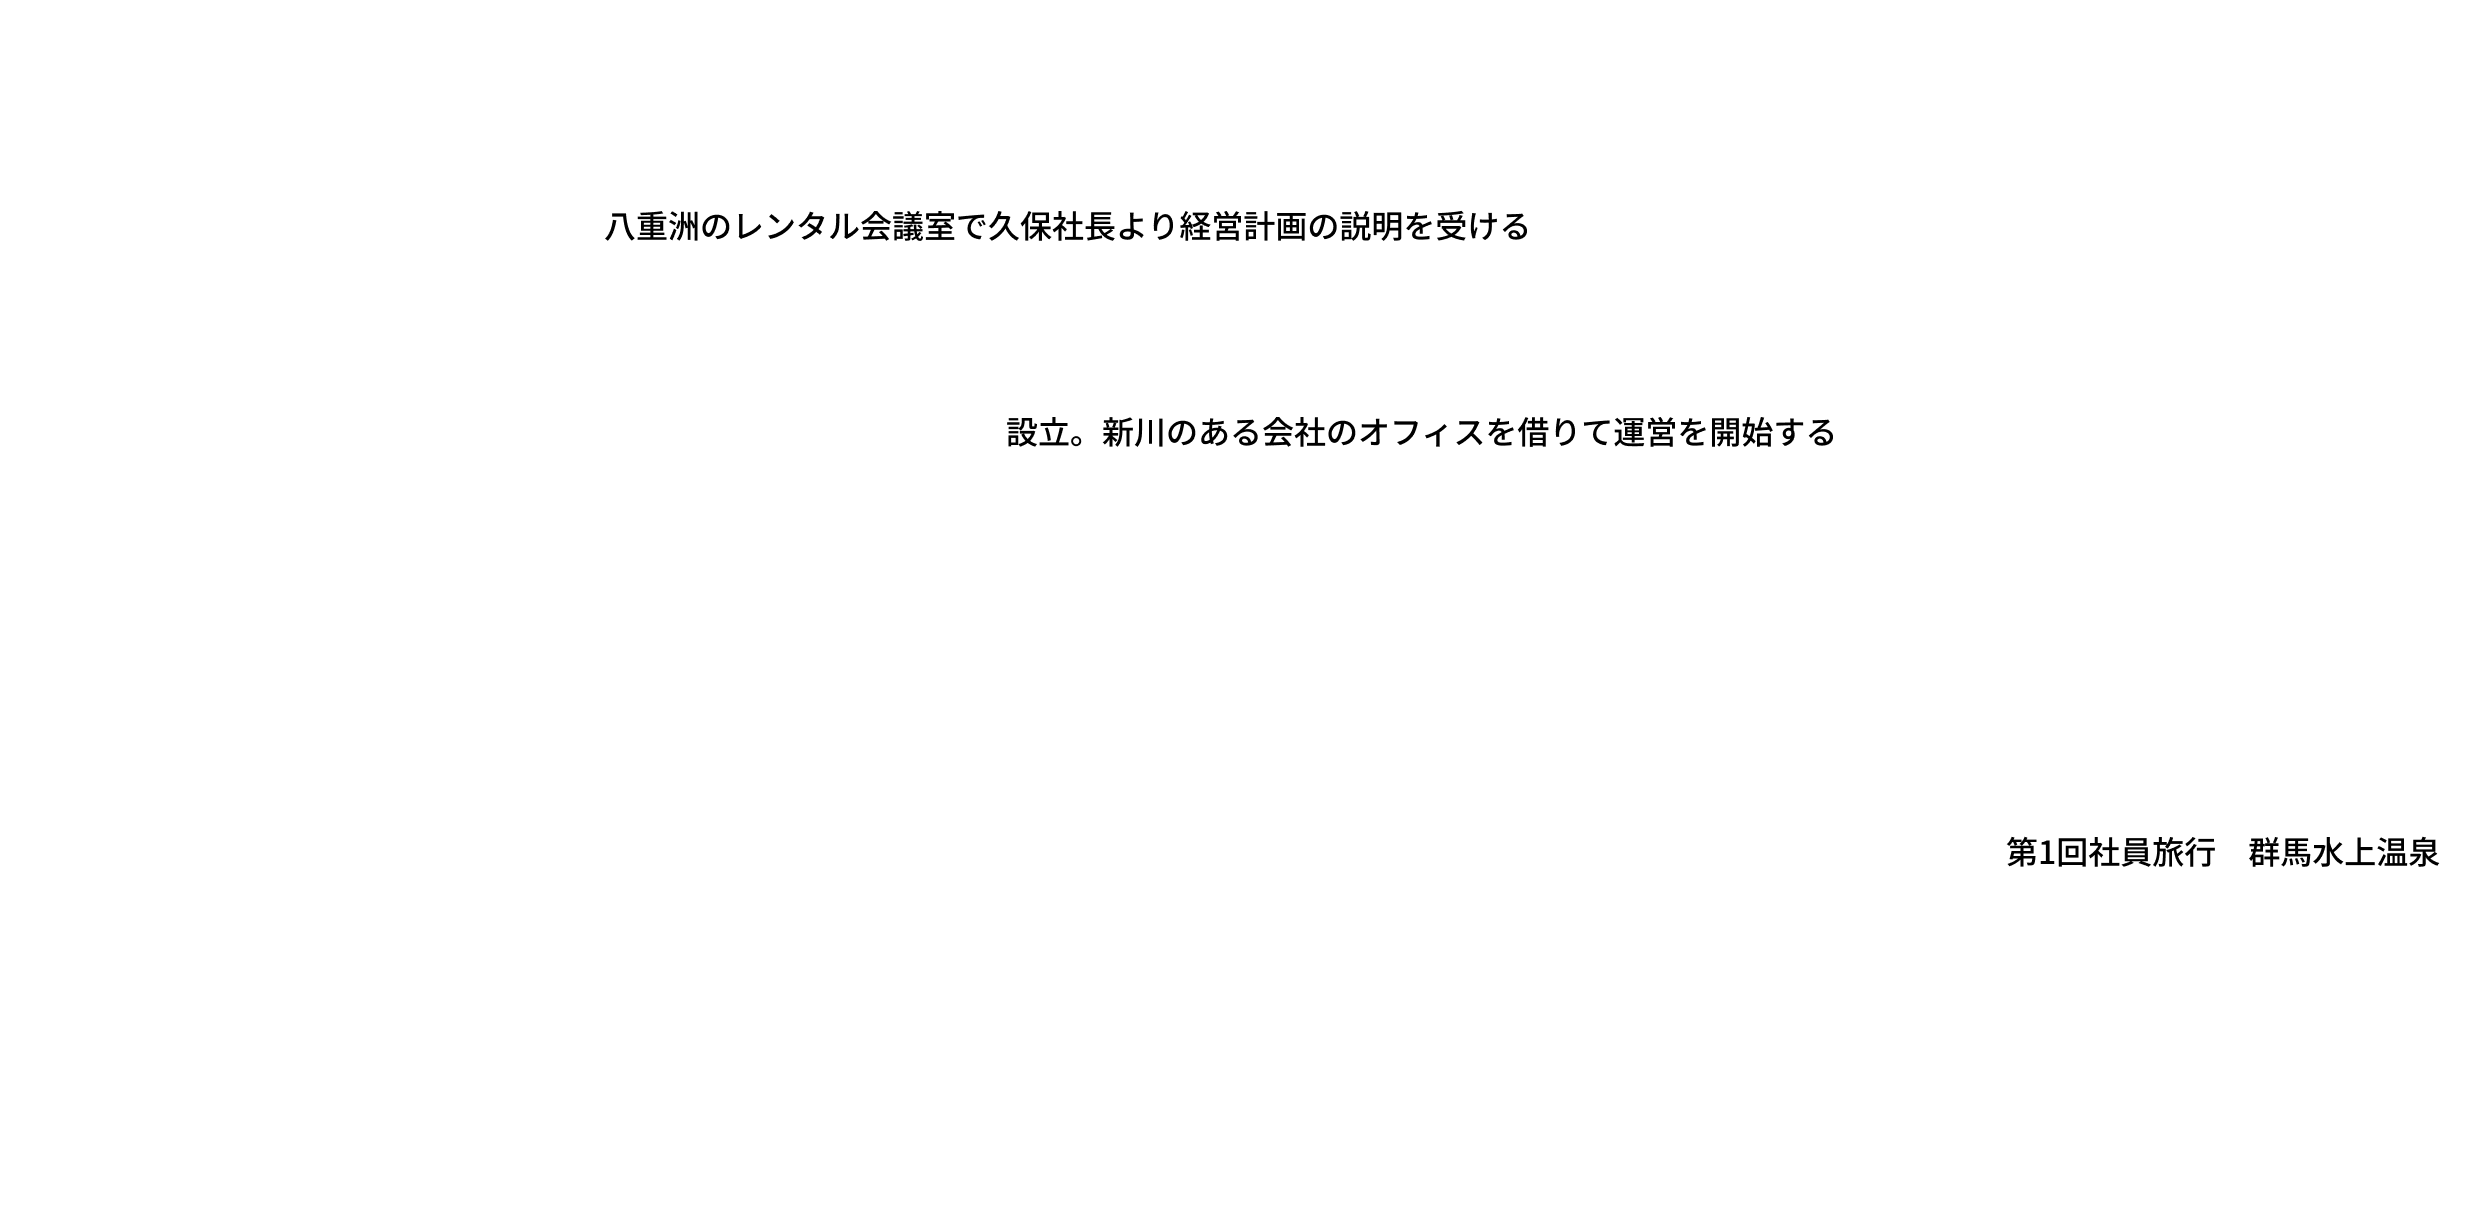 八重洲のレンタル会議室で久保社長より経営計画の説明を受ける
設立。新川のある会社のオフィスを借りて運営を開始する
第1回社員旅行　群馬水上温泉